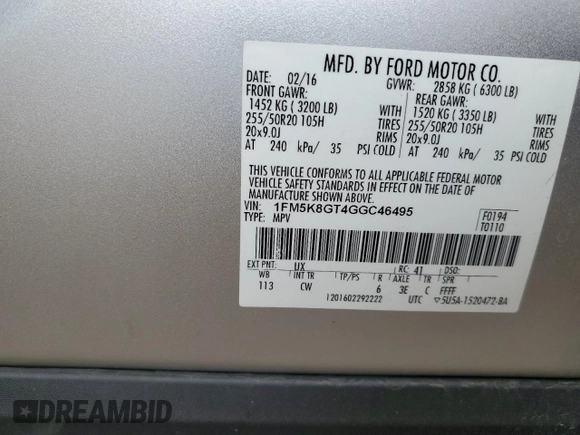 MFD. BY FORD MOTOR CO.
DATE: 02/16 GVWR: 2858 KG ( 6300 LB)
FRONT GAWR: REAR GAWR:
1452 KG ( 3200 LB) WITH 1520 KG ( 3350 LB) WITH
255/50R20 105H TIRES 255/50R20 105H TIRES
20x9.0J RIMS 20x9.0J RIMS
AT 240 kPa/ 35 PSI COLD AT 240 kPa/ 35 PSI COLD
THIS VEHICLE CONFORMS TO ALL APPLICABLE FEDERAL MOTOR
VEHICLE SAFETY STANDARDS IN EFFECT ON THE DATE OF
MANUFACTURE SHOWN ABOVE.
VIN: 1FM5K8GT4GGC46495 F0194
TYPE: MPV T0110
EXT PNT: UX RC: 41 DSO:
WB INT TR TP/PS R AXLE TR SPR
113 CW 6 3E C FFFF
1201602292222 UTC ▽5U5A-1520472-BA
DREAMBID